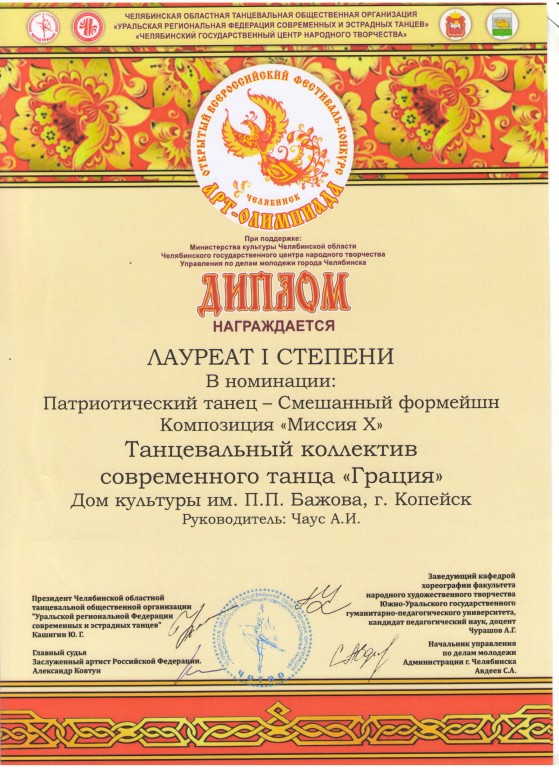 ЧЕЛЯБИНСКАЯ ОБЛАСТНАЯ ТАНЦЕВАЛЬНАЯ ОБЩЕСТВЕННАЯ ОРГАНИЗАЦИЯ
«УРАЛЬСКАЯ РЕГИОНАЛЬНАЯ ФЕДЕРАЦИЯ СОВРЕМЕННЫХ И ЭСТРАДНЫХ ТАНЦЕВ»
«ЧЕЛЯБИНСКИЙ ГОСУДАРСТВЕННЫЙ ЦЕНТР НАРОДНОГО ТВОРЧЕСТВА»
ОТКРЫТЫЙ ВСЕРОССИЙСКИЙ ФЕСТИВАЛЬ-КОНКУРС
ЧЕЛЯБИНСК
АРТ-ОЛИМПИАДА
При поддержке:
Министерства культуры Челябинской области
Челябинского государственного центра народного творчества
Управления по делам молодежи города Челябинска
ДИПЛОМ
НАГРАЖДАЕТСЯ
ЛАУРЕАТ I СТЕПЕНИ
В номинации:
Патриотический танец – Смешанный формейшн
Композиция «Миссия X»
Танцевальный коллектив
современного танца «Грация»
Дом культуры им. П.П. Бажова, г. Копейск
Руководитель: Чаус А.И.
Президент Челябинской областной
танцевальной общественной организации
"Уральской региональной Федерации
современных и эстрадных танцев"
Кашигин Ю. Г.
Главный судья
Заслуженный артист Российской Федерации.
Александр Ковтун
Заведующий кафедрой
хореографии факультета
народного художественного творчества
Южно-Уральского государственного
гуманитарно-педагогического университета,
кандидат педагогический наук, доцент
Чурашов А.Г.
Начальник управления
по делам молодежи
Администрации г. Челябинска
Авдеев С.А.